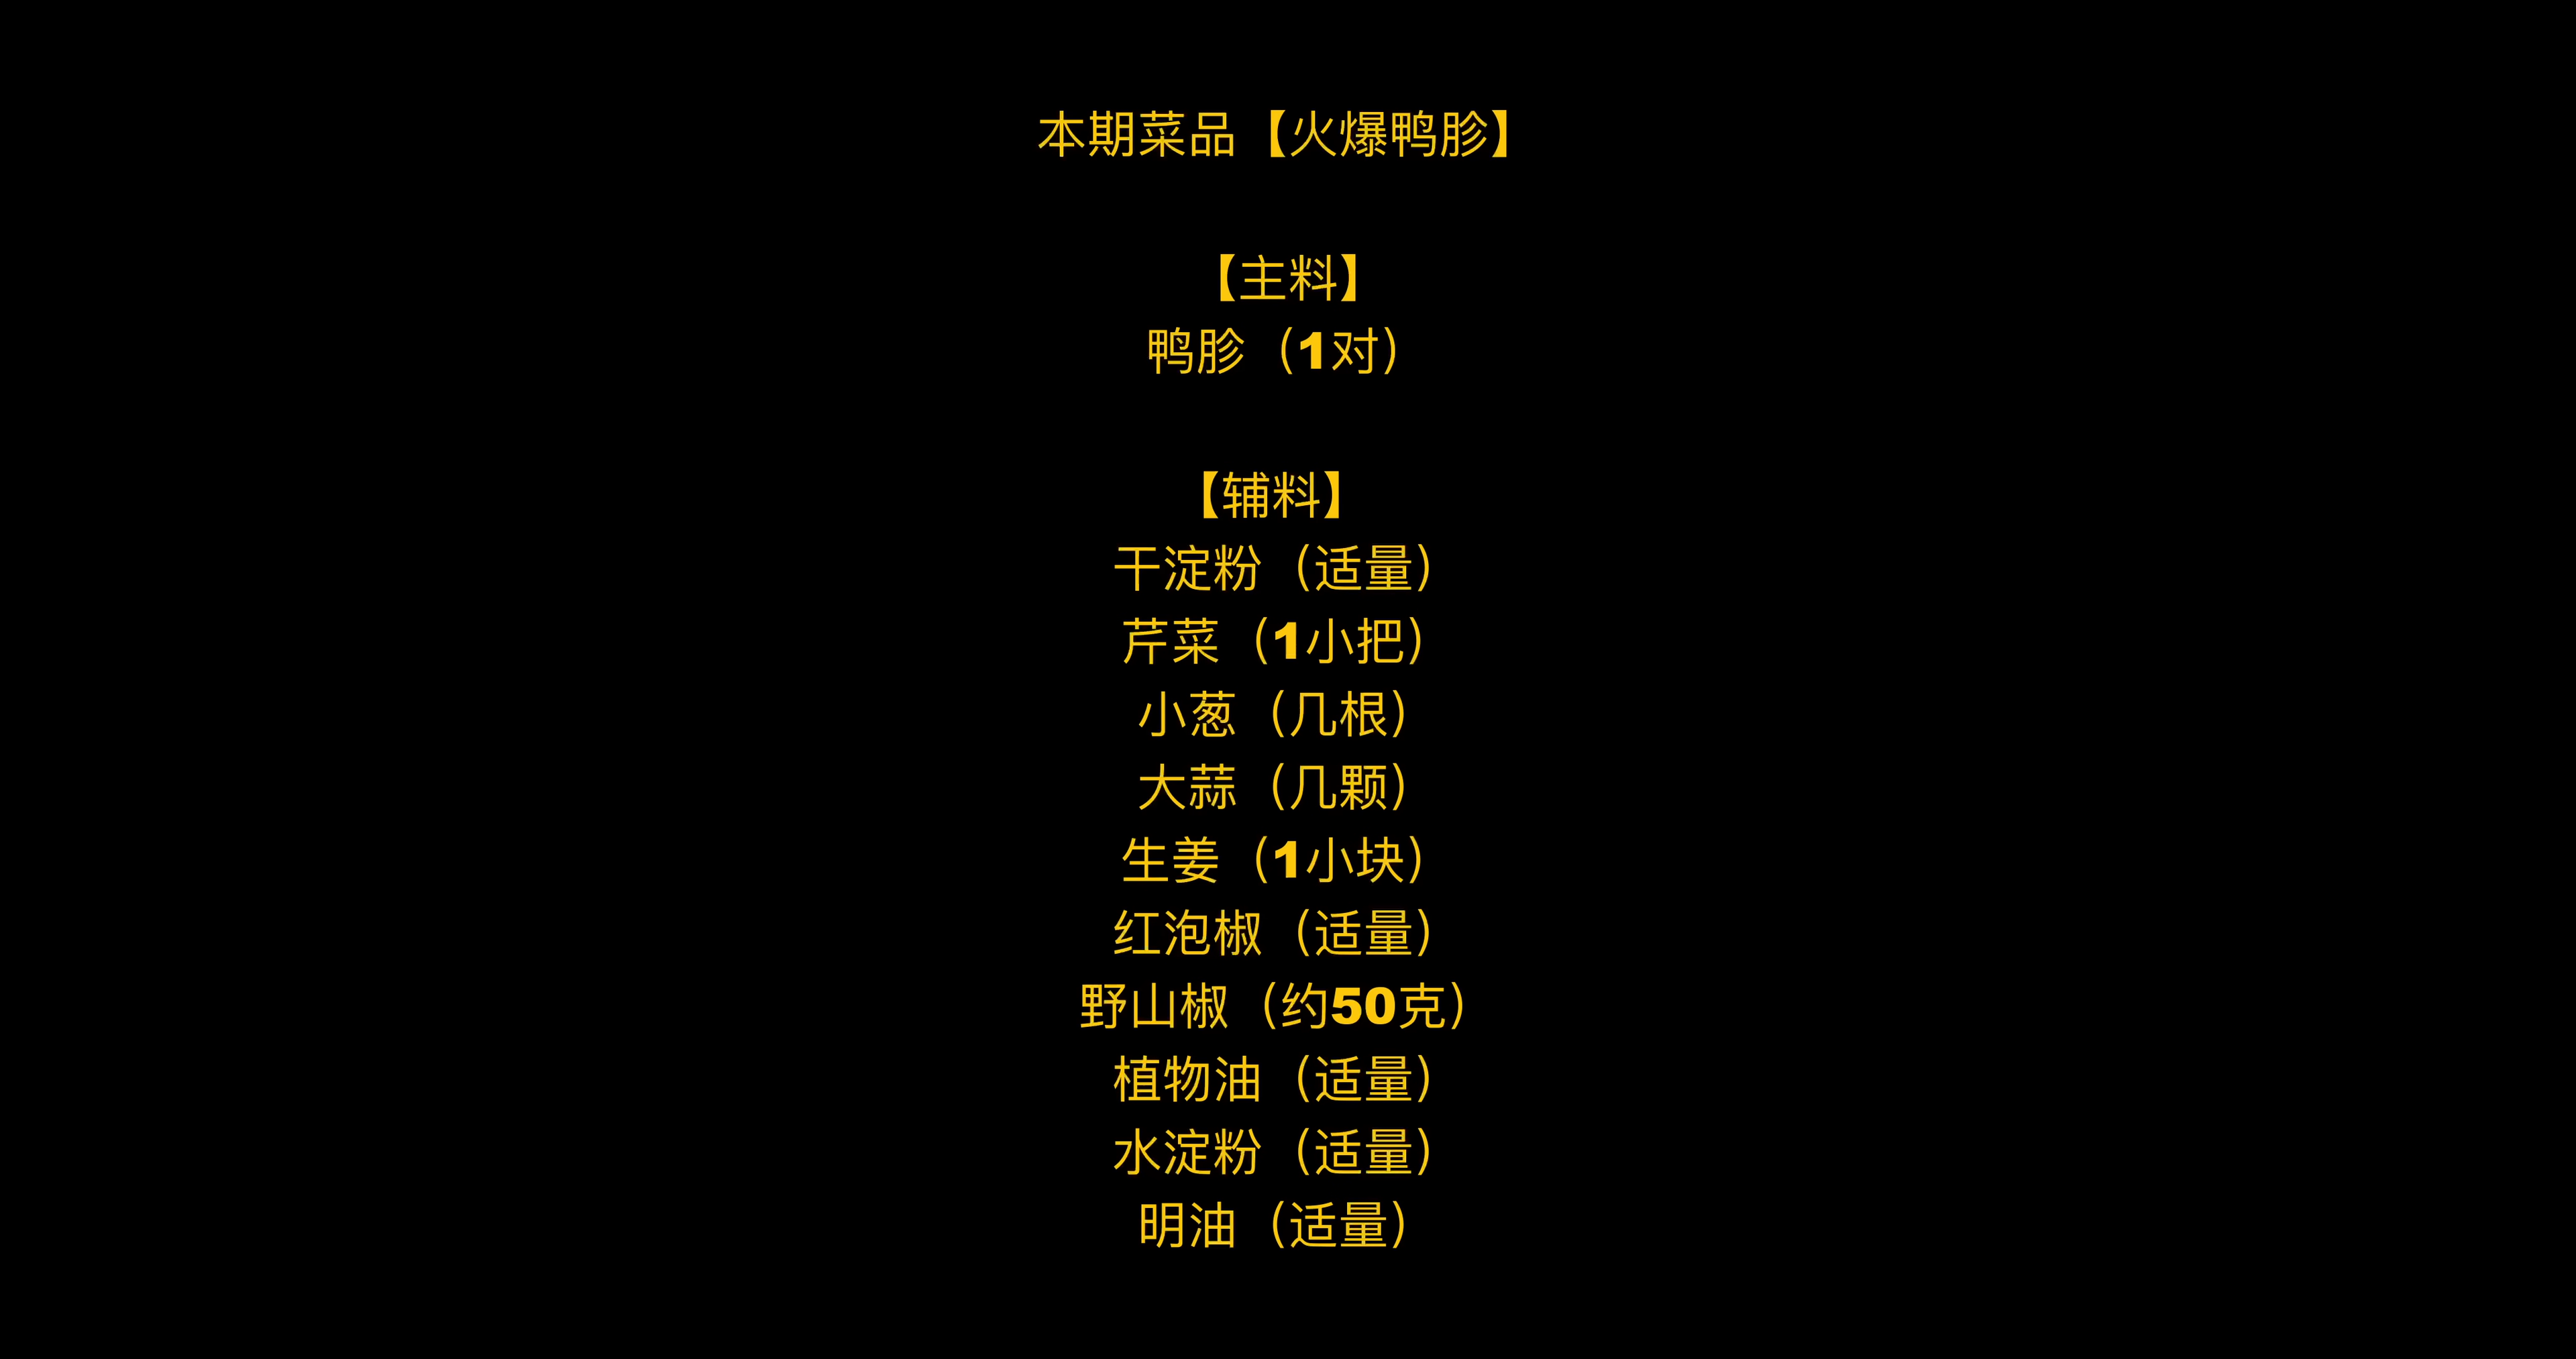 本期菜品【火爆鸭胗】
【主料】
鸭胗（1对）
【辅料】
干淀粉（适量）
芹菜（1小把）
小葱（几根）
大蒜（几颗）
生姜（1小块）
红泡椒（适量）
野山椒（约50克）
植物油（适量）
水淀粉（适量）
明油（适量）